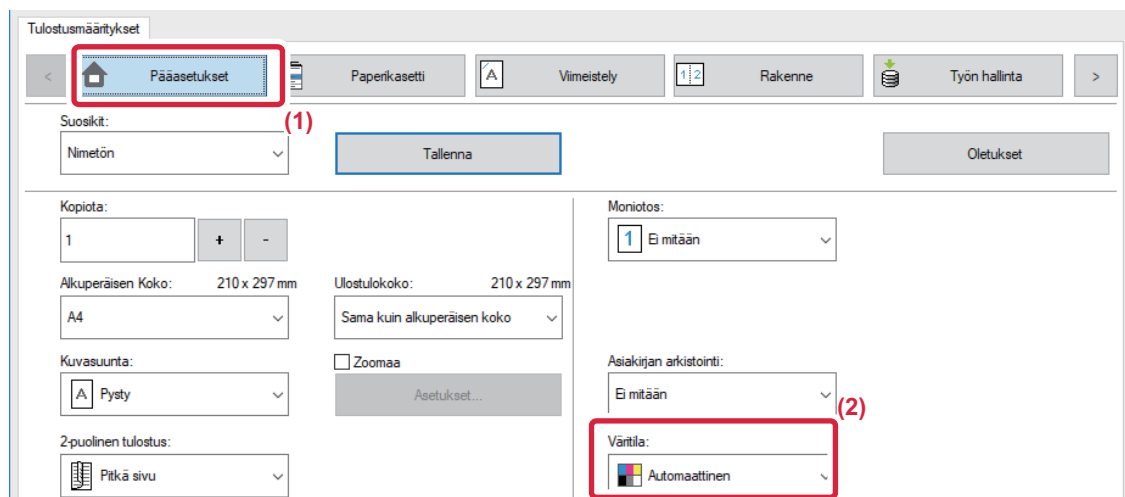 Tulostusmääritykset
< Pääasetukset Paperikasetti A Viimeistely 1 2 Rakenne Työn hallinta >
(1)
Suosikit:
Nimetön Tallenna Oletukset
Kopiota: Moniotos:
1 + - 1 Ei mitään
Alkuperäisen Koko: 210 x 297 mm Ulostulokoko: 210 x 297 mm
A4 Sama kuin alkuperäisen koko
Kuvasuunta: Zoomaa Asiakirjan arkistointi:
A Pysty Asetukset... Ei mitään
(2)
2-puolinen tulostus: Väritila:
Pitkä sivu Automaattinen